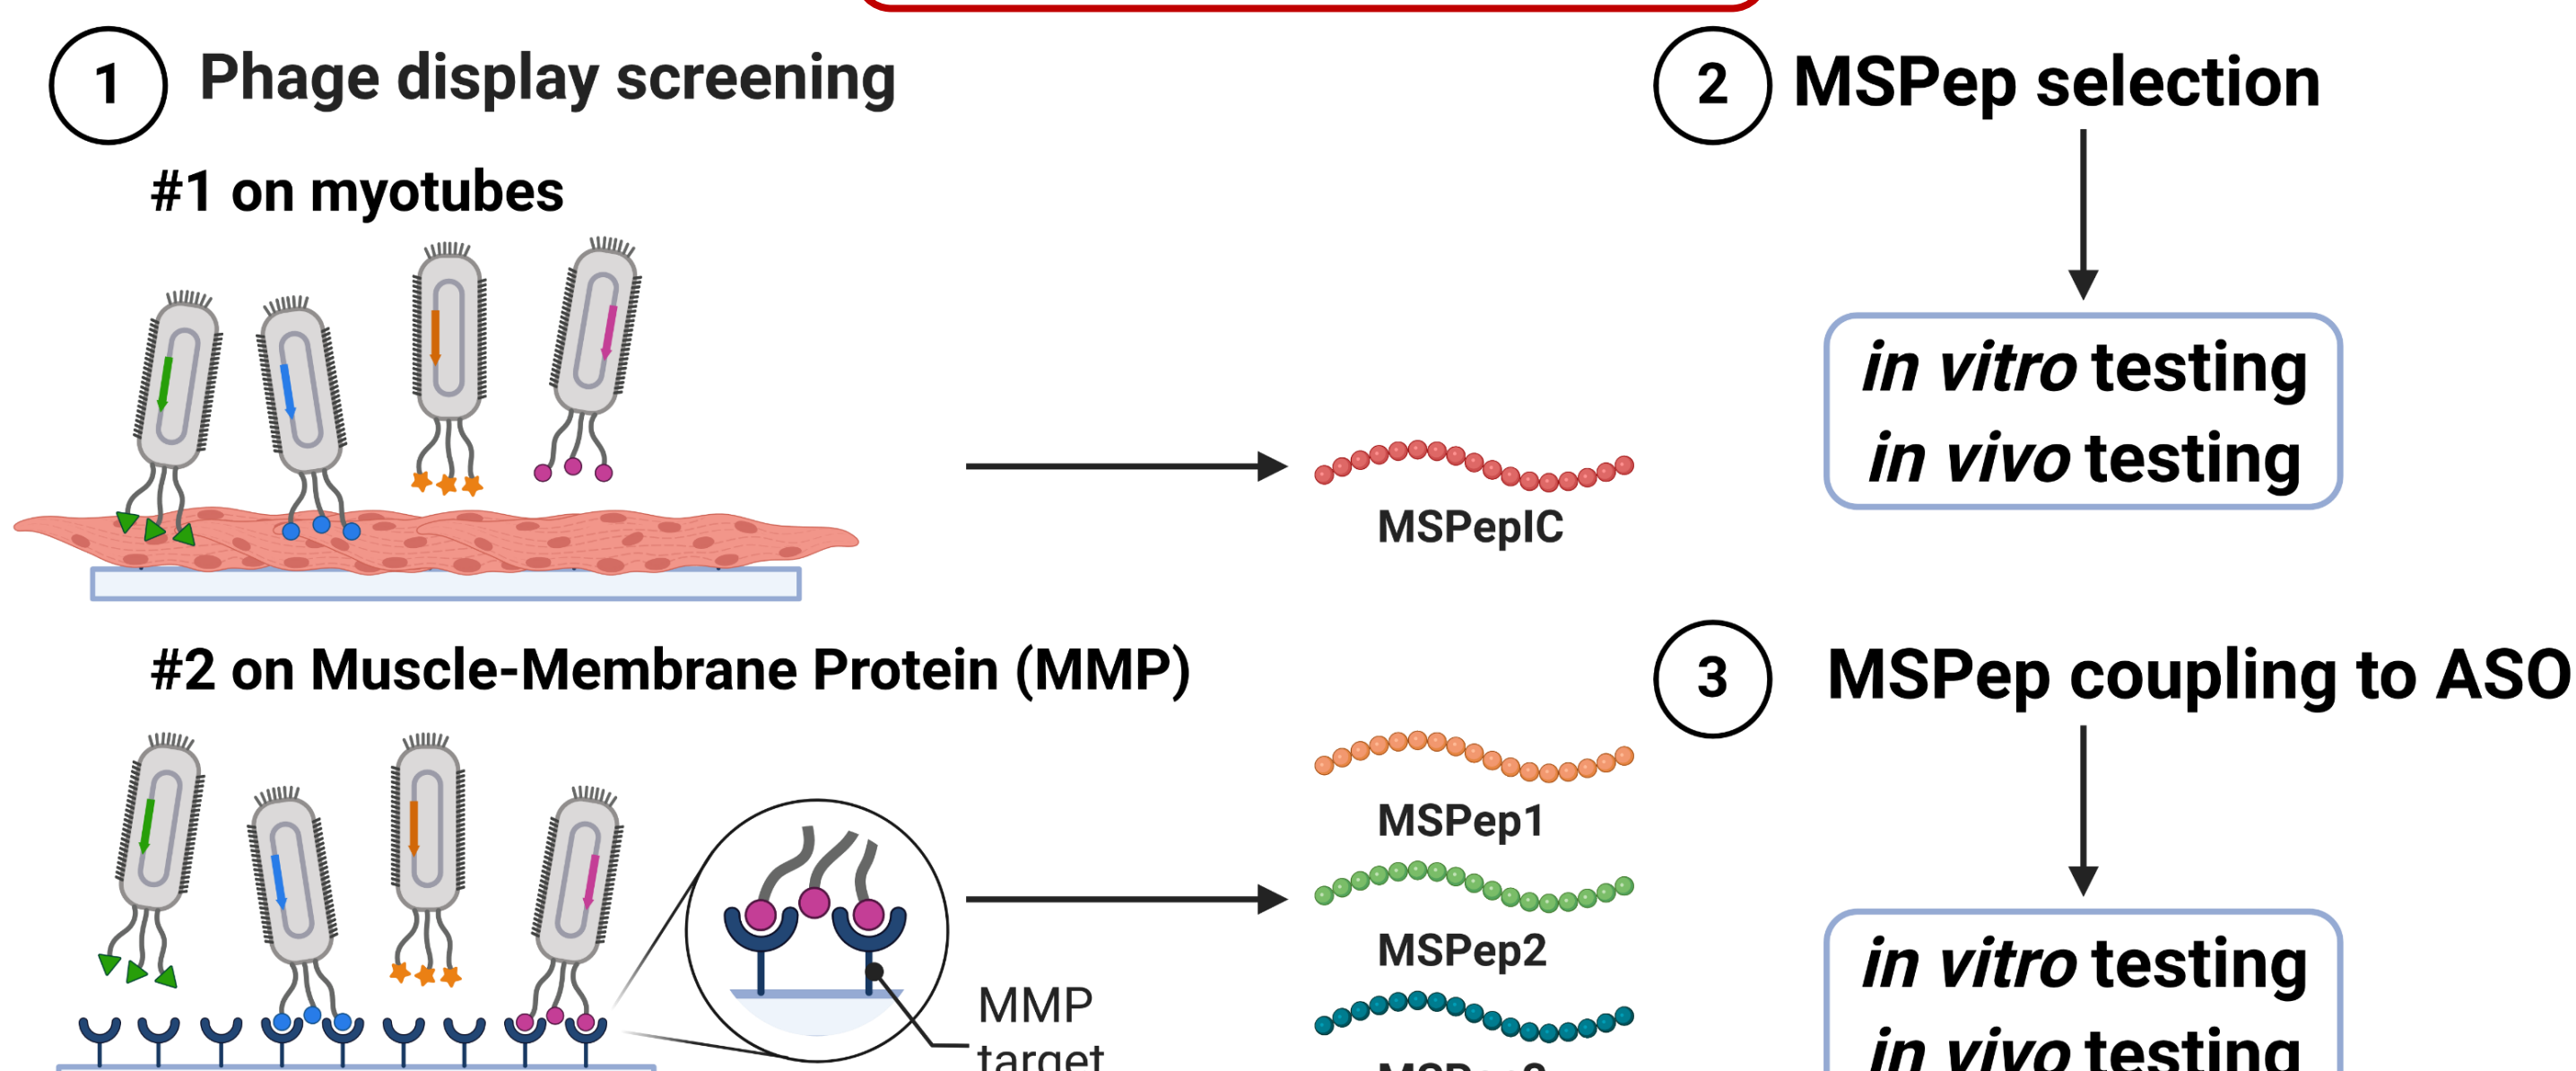 1 Phage display screening
#1 on myotubes
MSPepIC
#2 on Muscle-Membrane Protein (MMP)
MSPep1
MSPep2
MMP
target
2 MSPep selection
in vitro testing
in vivo testing
3 MSPep coupling to ASO
in vitro testing
in vivo testing